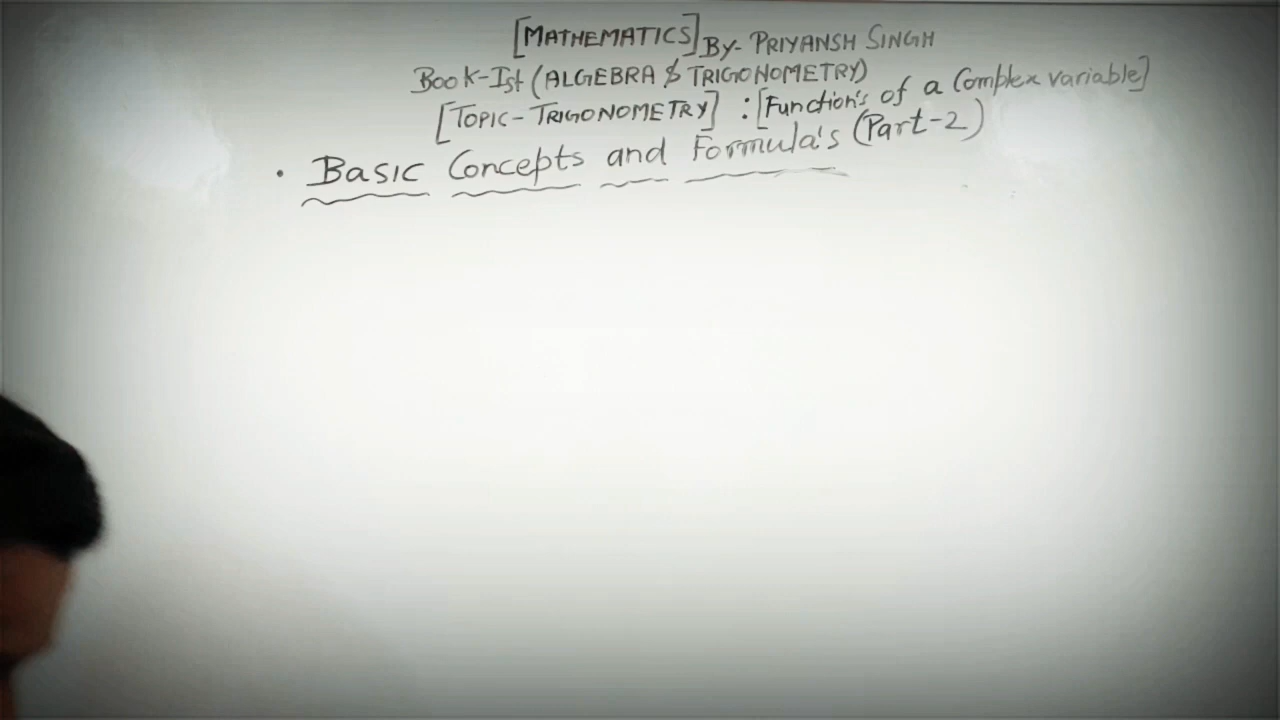 [MATHEMATICS] By- PRIYANSH SINGH
Book-Ist (ALGEBRA & TRIGONOMETRY)
[TOPIC- TRIGONOMETRY] : [Function's of a Complex variable]
• Basic Concepts and Formula's (Part-2)